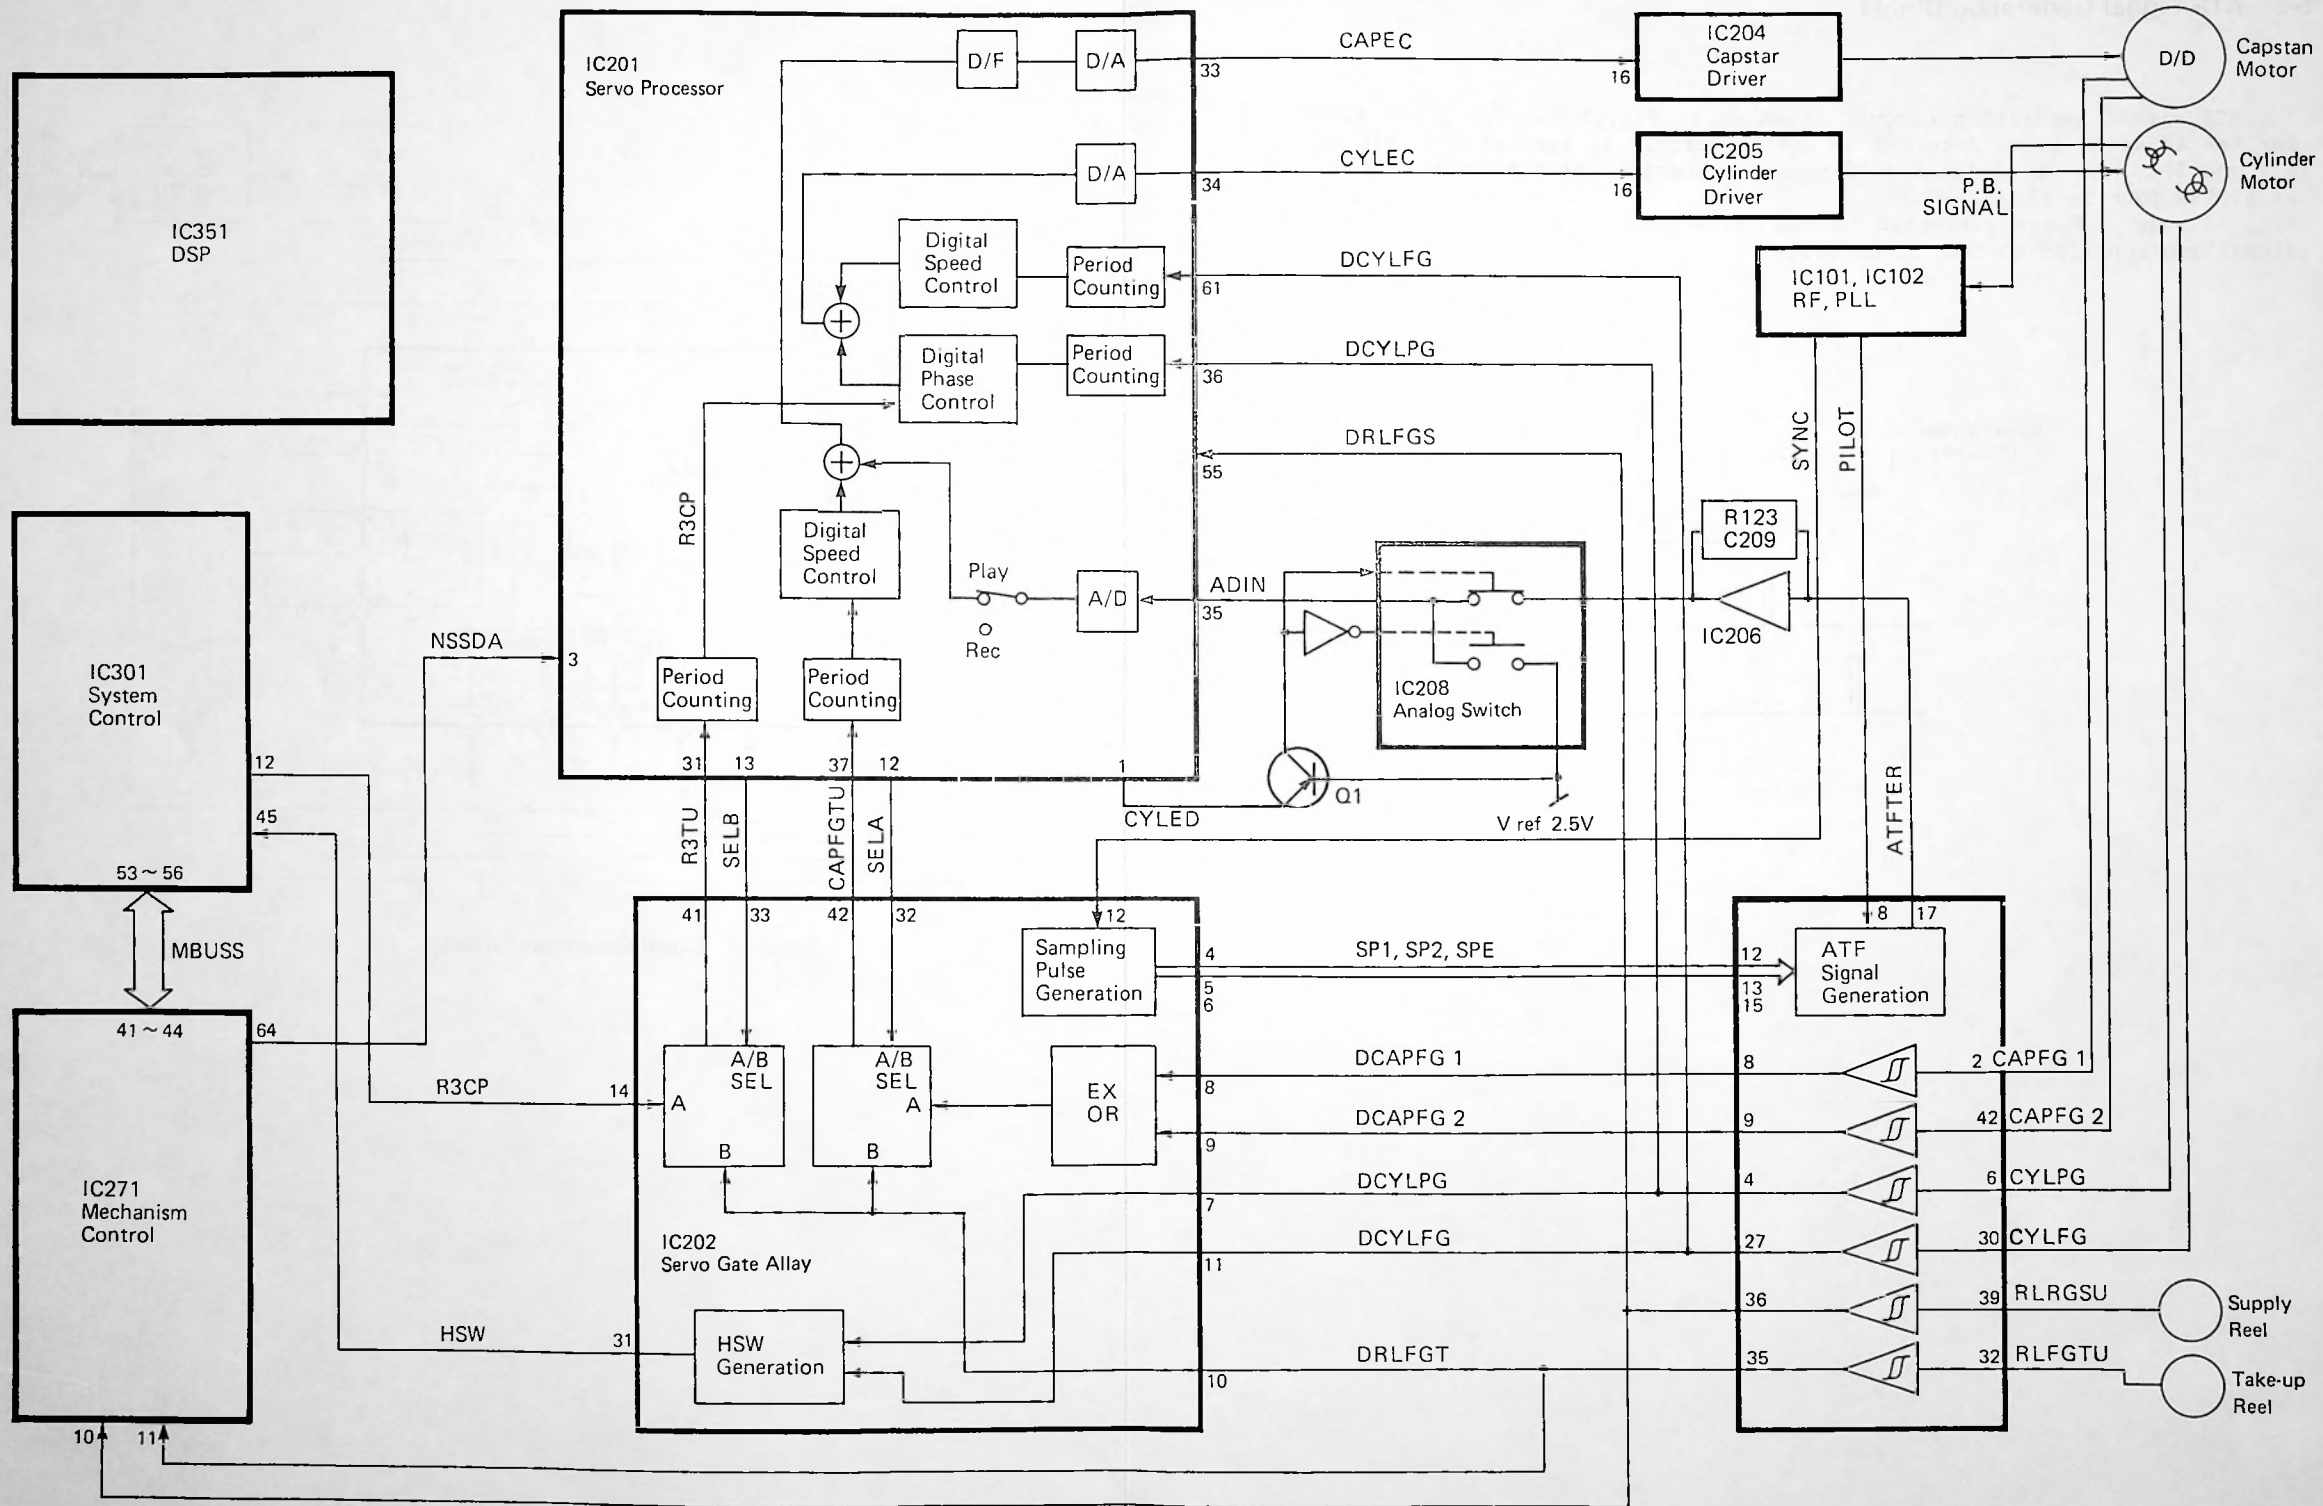 IC351
DSP
IC301
System
Control
12
45
53 ~ 56
MBUSS
41 ~ 44
64
IC271
Mechanism
Control
10
11
NSSDA
R3CP
HSW
IC201
Servo Processor
D/F
D/A
33
D/A
34
Digital
Speed
Control
Period
Counting
61
Digital
Phase
Control
Period
Counting
36
55
R3CP
Digital
Speed
Control
Play
Rec
A/D
35
3
Period
Counting
Period
Counting
31
13
37
12
1
R3TU
SELB
CAPFGTU
SELA
CYLED
41
33
42
32
12
Sampling
Pulse
Generation
4
5
6
A/B
SEL
A
B
A/B
SEL
A
B
EX
OR
14
8
9
7
11
10
31
IC202
Servo Gate Allay
HSW
Generation
CAPEC
16
IC204
Capstar
Driver
D/D
Capstan
Motor
CYLEC
16
IC205
Cylinder
Driver
Cylinder
Motor
P.B.
SIGNAL
DCYLFG
IC101, IC102
RF, PLL
DCYLPG
DRLFGS
SYNC
PILOT
R123
C209
IC206
ADIN
IC208
Analog Switch
Q1
V ref 2.5V
ATFTER
8
17
SP1, SP2, SPE
12
13
15
ATF
Signal
Generation
DCAPFG 1
8
2
CAPFG 1
DCAPFG 2
9
42
CAPFG 2
DCYLPG
4
6
CYLPG
DCYLFG
27
30
CYLFG
36
39
RLRGSU
Supply
Reel
DRLFGT
35
32
RLFGTU
Take-up
Reel